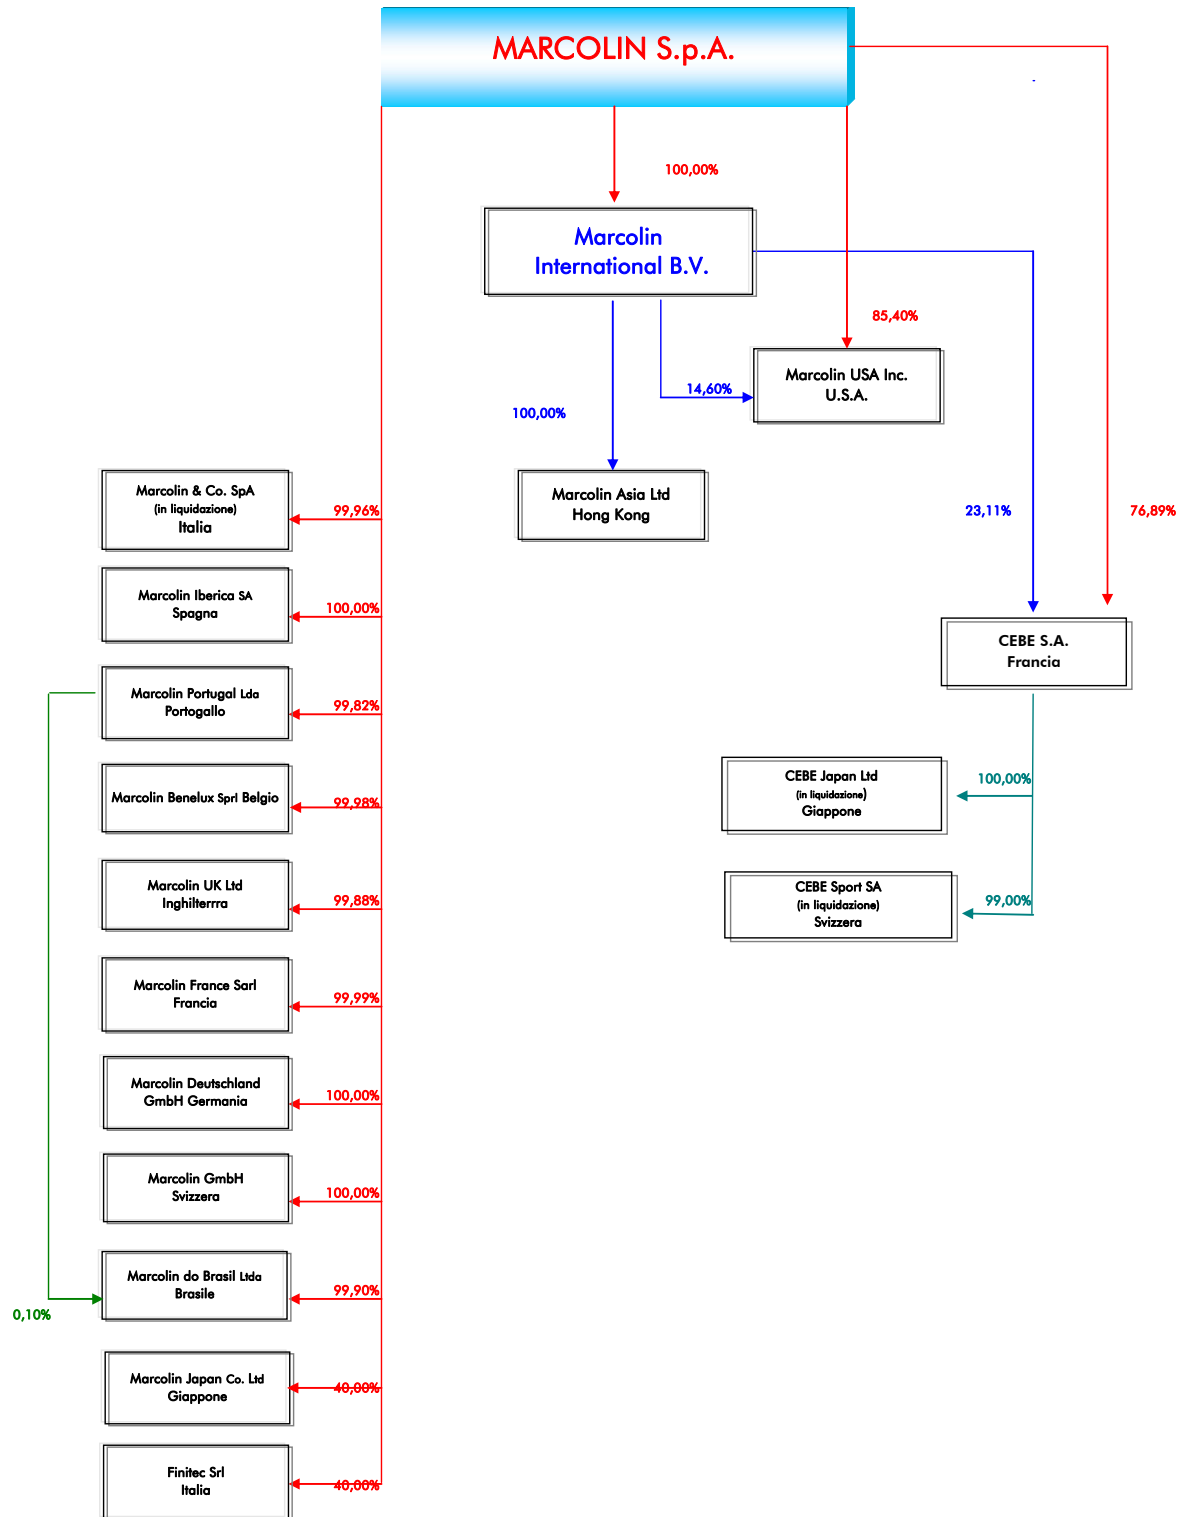 MARCOLIN S.p.A.
-
100,00%
Marcolin
International B.V.
85,40%
Marcolin USA Inc.
U.S.A.
14,60%
100,00%
Marcolin Asia Ltd
Hong Kong
23,11%
76,89%
Marcolin & Co. SpA
(in liquidazione)
Italia
99,96%
Marcolin Iberica SA
Spagna
100,00%
CEBE S.A.
Francia
Marcolin Portugal Lda
Portogallo
99,82%
CEBE Japan Ltd
(in liquidazione)
Giappone
100,00%
Marcolin Benelux Sprl Belgio
99,98%
Marcolin UK Ltd
Inghilterrra
99,88%
CEBE Sport SA
(in liquidazione)
Svizzera
99,00%
Marcolin France Sarl
Francia
99,99%
Marcolin Deutschland
GmbH Germania
100,00%
Marcolin GmbH
Svizzera
100,00%
Marcolin do Brasil Ltda
Brasile
99,90%
0,10%
Marcolin Japan Co. Ltd
Giappone
40,00%
Finitec Srl
Italia
40,00%